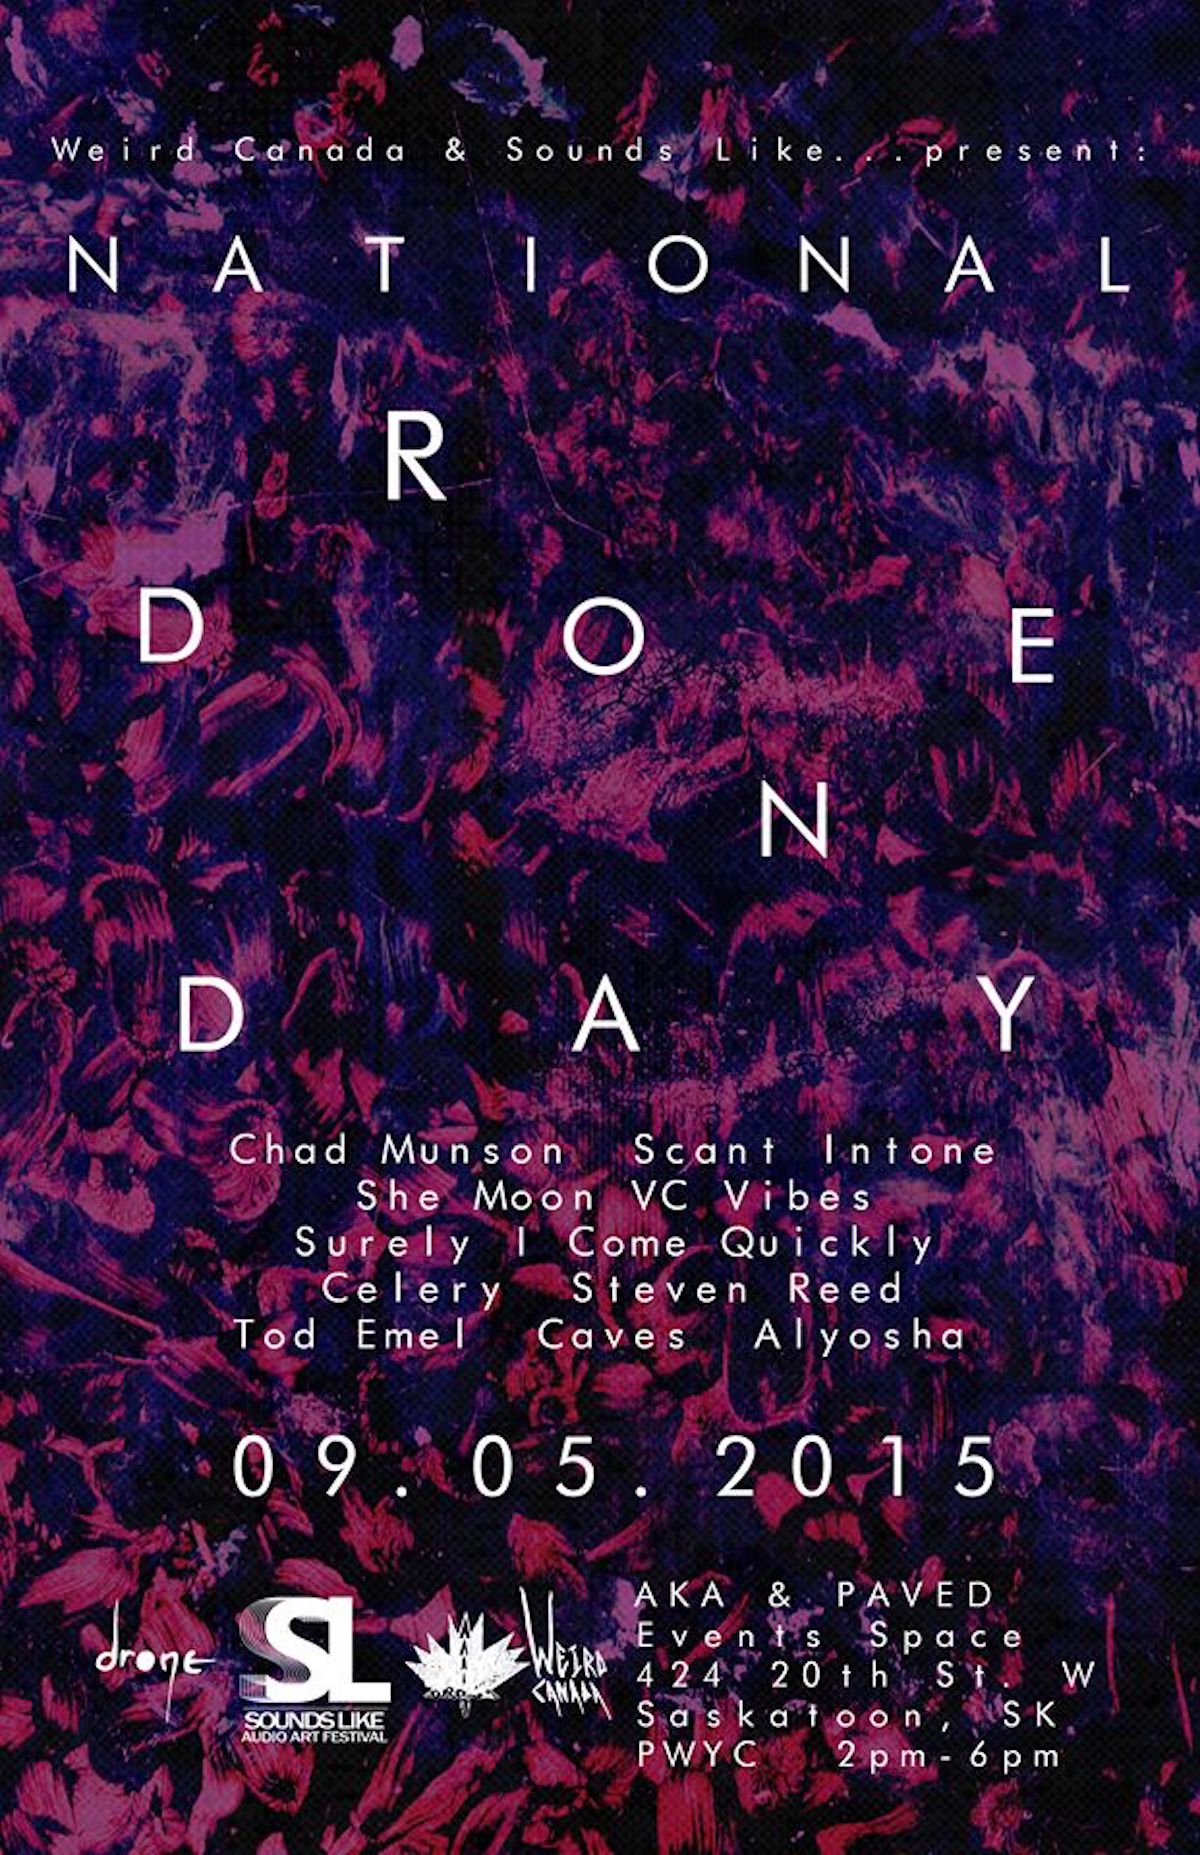 Weird Canada & Sounds Like...present:
NATIONAL
DRONE
DAY
Chad Munson Scant Intone
She Moon VC Vibes
Surely I Come Quickly
Celery Steven Reed
Tod Emel Caves Alyosha
09.05.2015
drone
SL
SOUNDS LIKE
AUDIO ART FESTIVAL
WEIRD
CANADA
AKA & PAVED
Events Space
424 20th St. W
Saskatoon, SK
PWYC 2pm-6pm